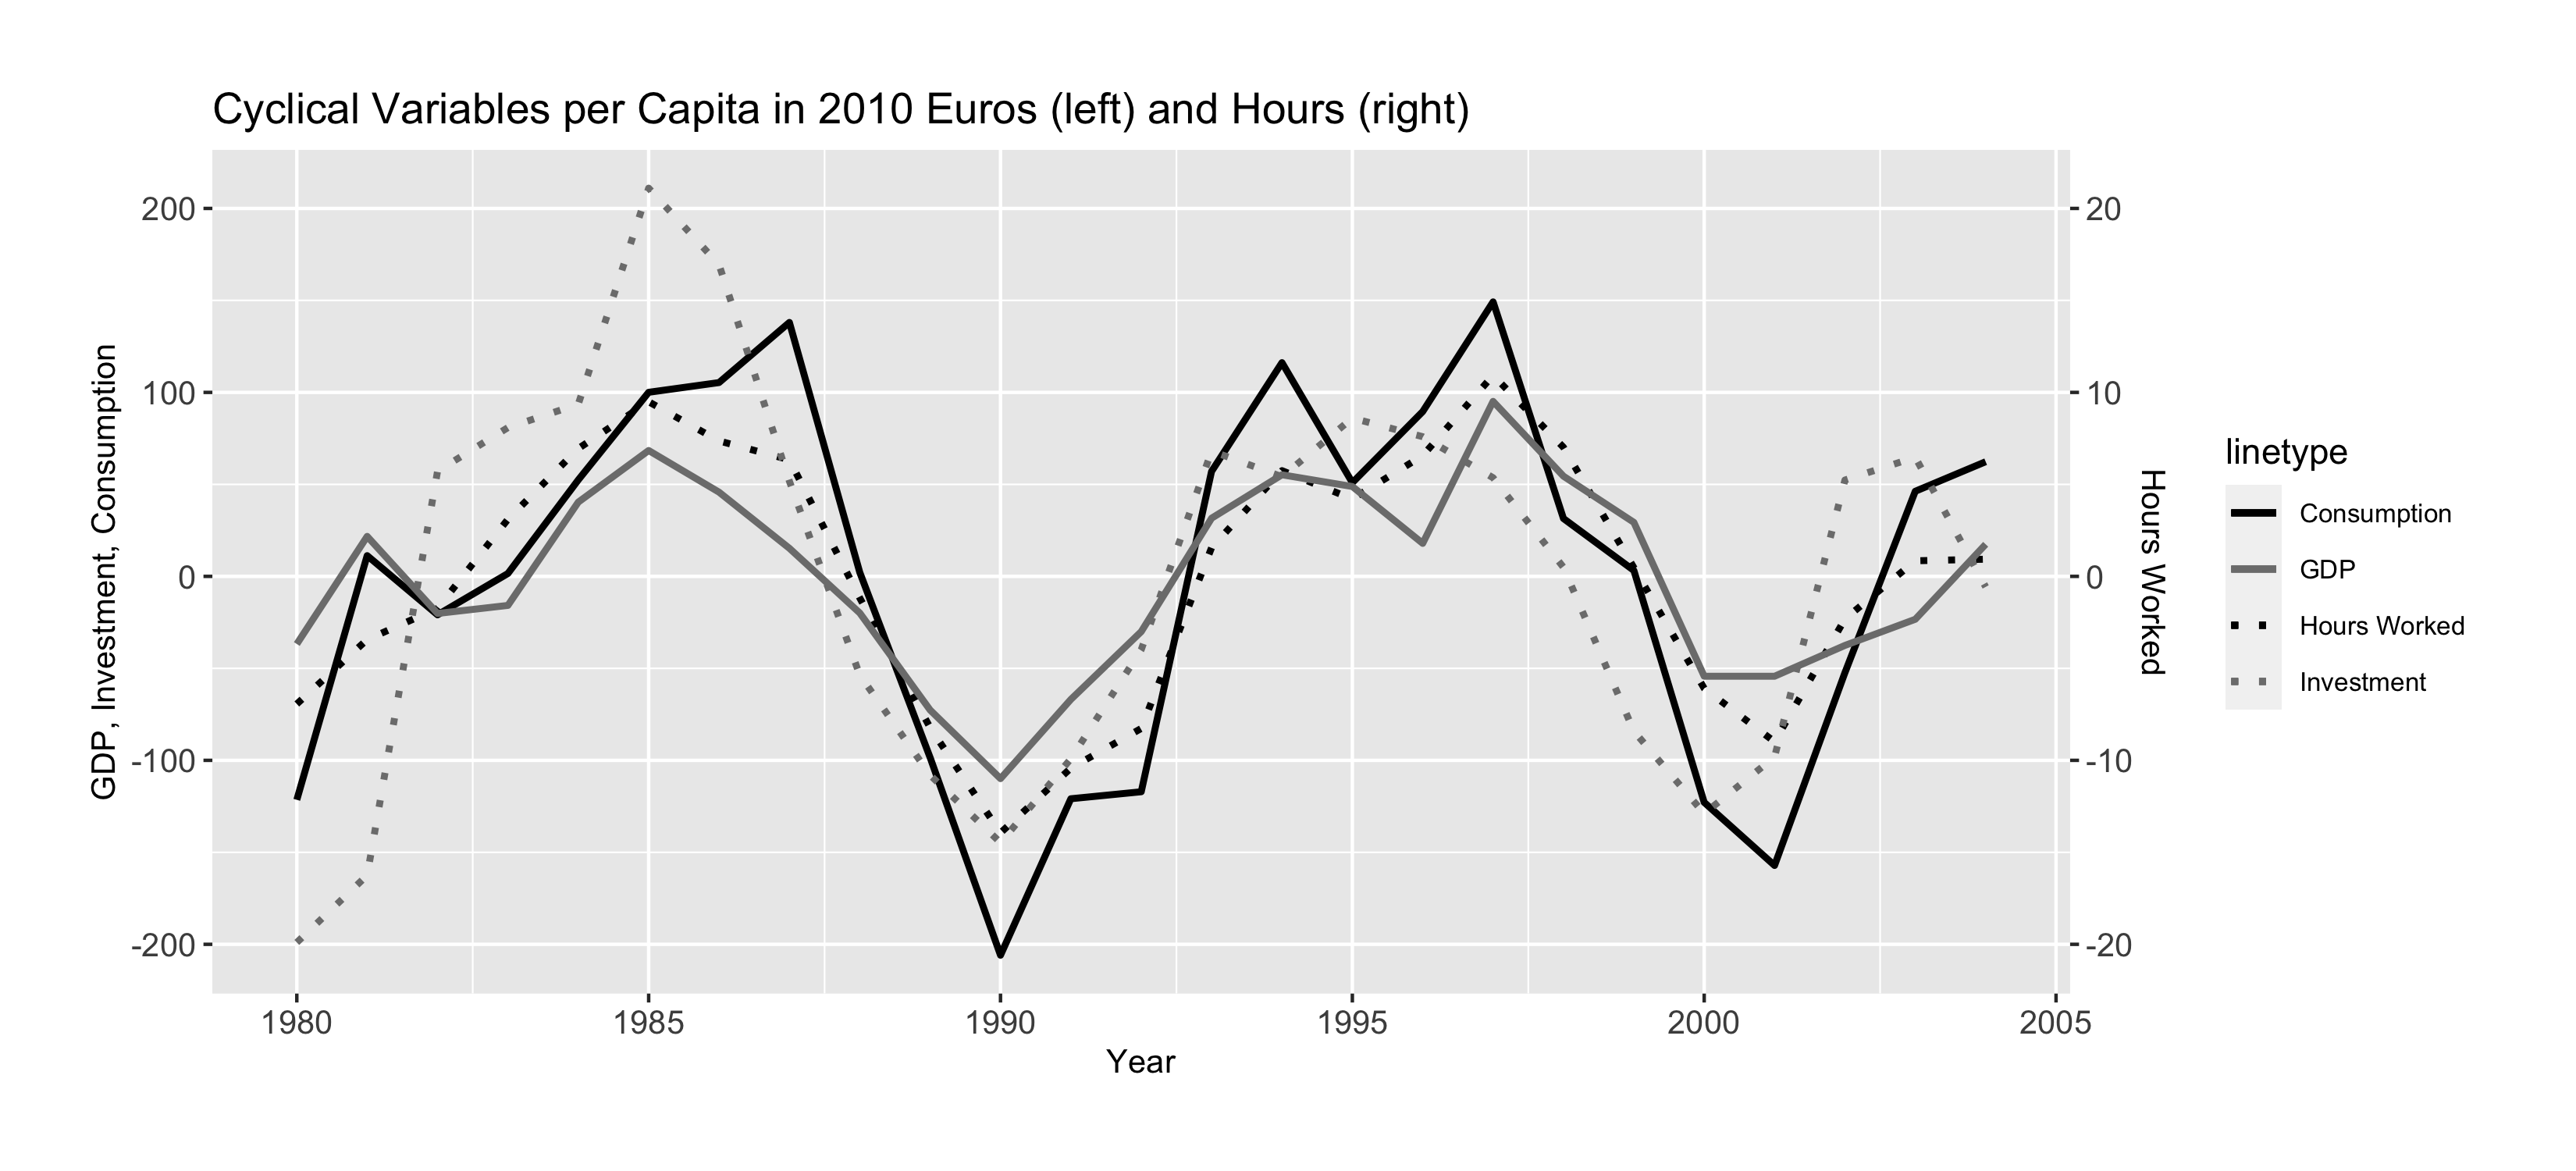 Cyclical Variables per Capita in 2010 Euros (left) and Hours (right)
GDP, Investment, Consumption
200
100
0
-100
-200
20
10
0
-10
-20
Hours Worked
1980 1985 1990 1995 2000 2005
Year
linetype
Consumption
GDP
Hours Worked
Investment